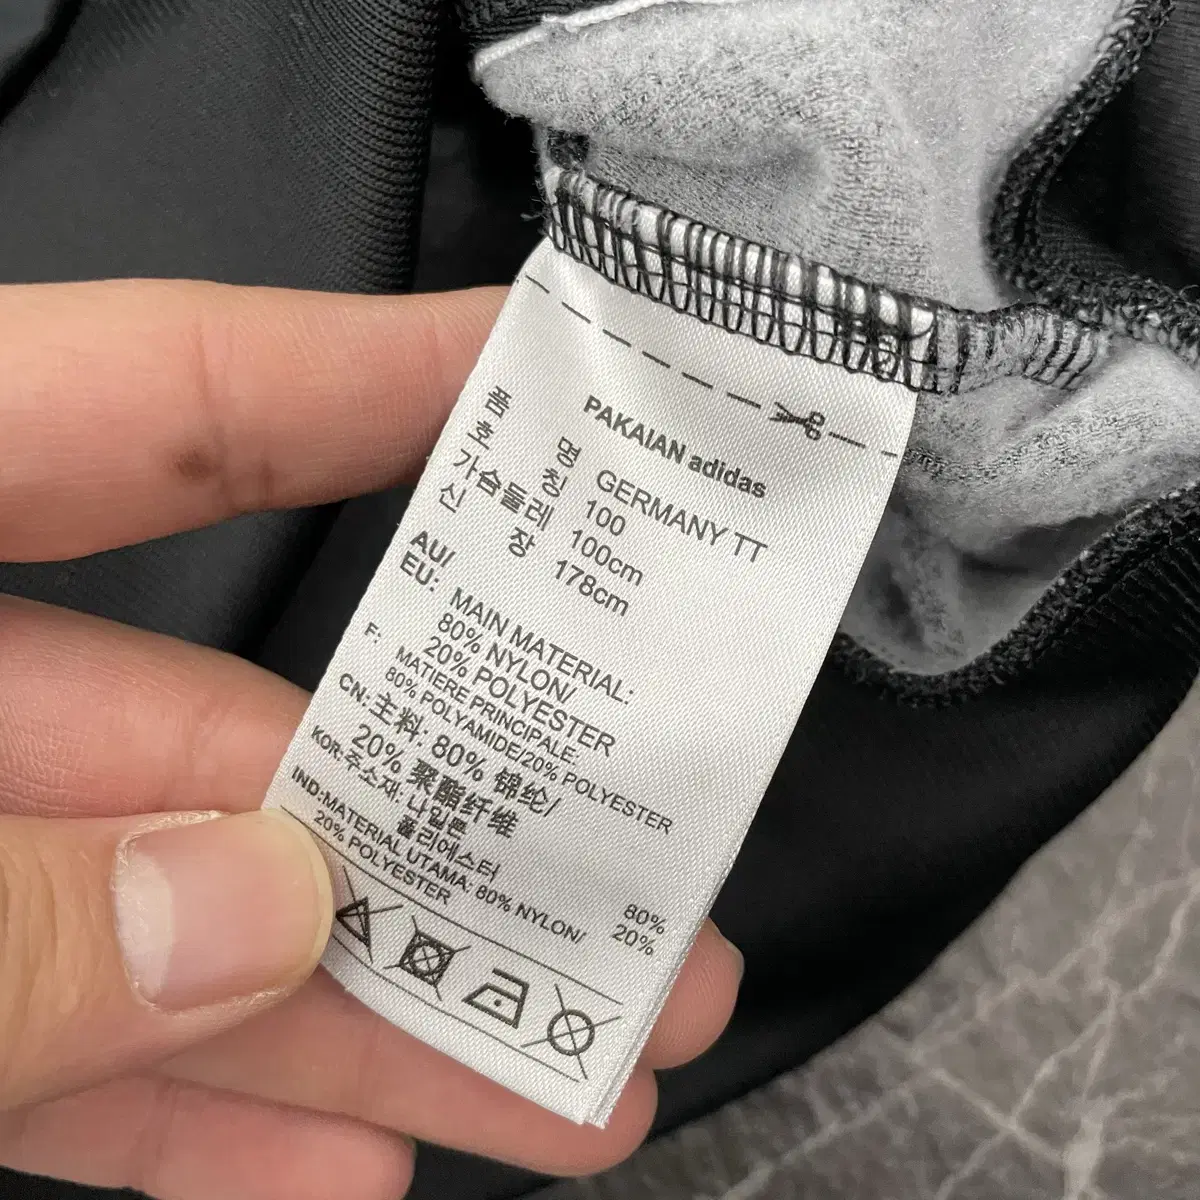 PAKAIAN adidas
품 명 GERMANY TT
호 칭 100
가슴둘레 100cm
신 장 178cm
AU/
EU: MAIN MATERIAL:
80% NYLON/
20% POLYESTER
F: MATIERE PRINCIPALE:
80% POLYAMIDE/20% POLYESTER
CN: 主料: 80% 锦纶/
20% 聚酯纤维
KOR: 주소재: 나일론 80%
폴리에스터 20%
IND: MATERIAL UTAMA: 80% NYLON/
20% POLYESTER